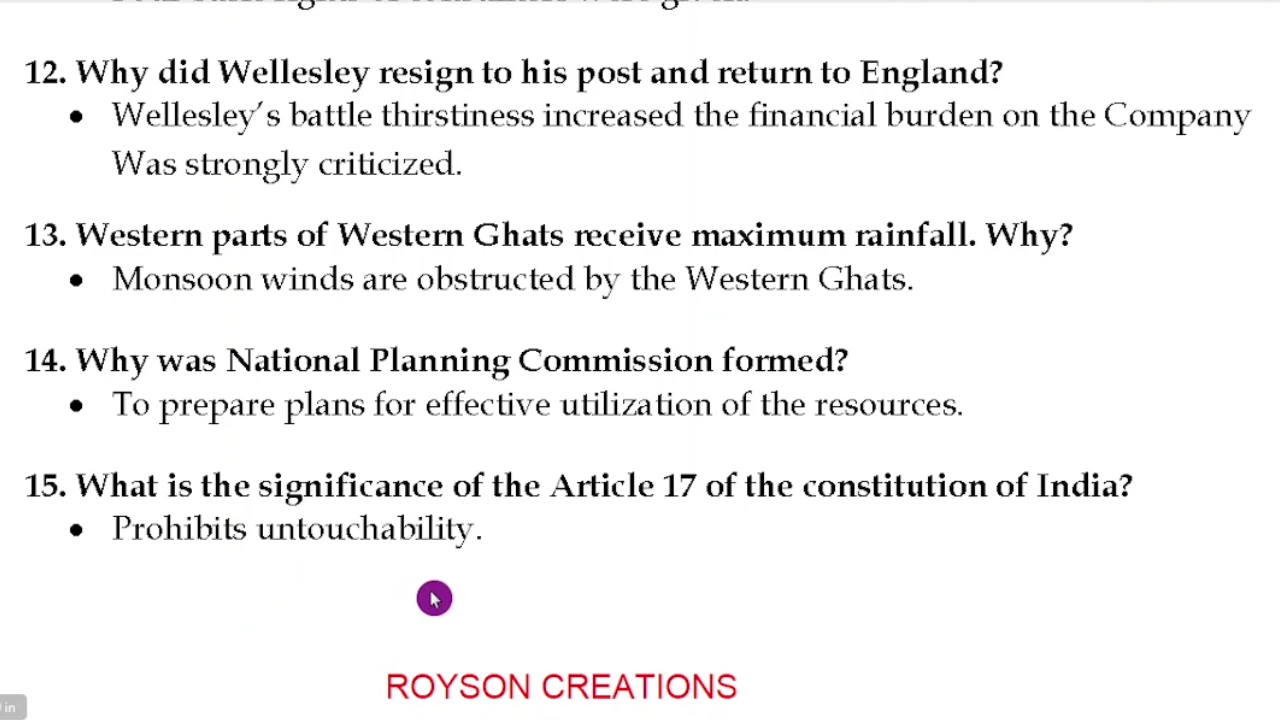 12. Why did Wellesley resign to his post and return to England?
• Wellesley's battle thirstiness increased the financial burden on the Company
Was strongly criticized.
13. Western parts of Western Ghats receive maximum rainfall. Why?
• Monsoon winds are obstructed by the Western Ghats.
14. Why was National Planning Commission formed?
• To prepare plans for effective utilization of the resources.
15. What is the significance of the Article 17 of the constitution of India?
• Prohibits untouchability.
ROYSON CREATIONS
in